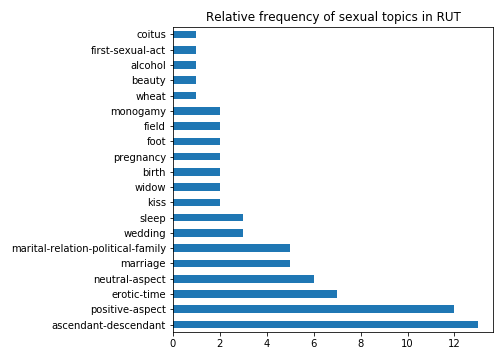 Relative frequency of sexual topics in RUT
coitus
first-sexual-act
alcohol
beauty
wheat
monogamy
field
foot
pregnancy
birth
widow
kiss
sleep
wedding
marital-relation-political-family
marriage
neutral-aspect
erotic-time
positive-aspect
ascendant-descendant
0 2 4 6 8 10 12